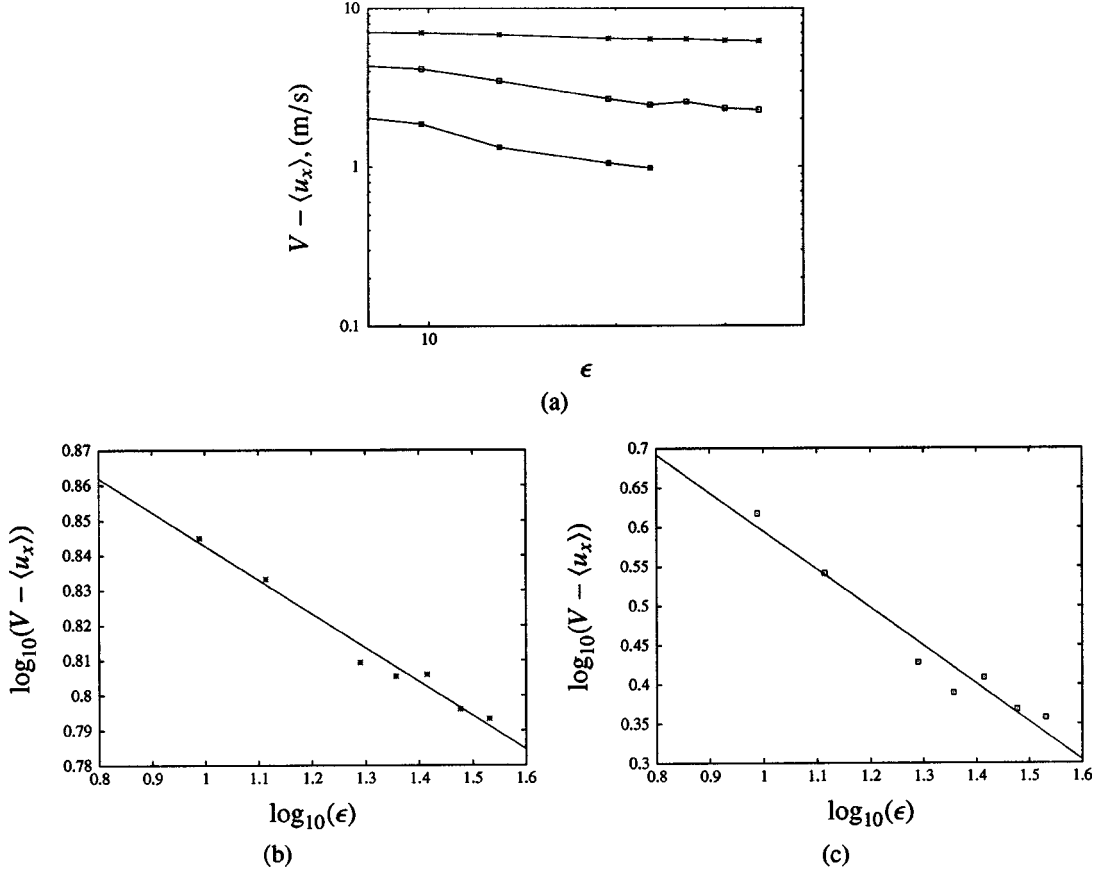 10
1
0.1
V − ⟨uₓ⟩, (m/s)
10
ϵ
(a)
0.87
0.86
0.85
0.84
0.83
0.82
0.81
0.8
0.79
0.78
log₁₀(V − ⟨uₓ⟩)
0.8 0.9 1 1.1 1.2 1.3 1.4 1.5 1.6
log₁₀(ϵ)
(b)
0.7
0.65
0.6
0.55
0.5
0.45
0.4
0.35
0.3
log₁₀(V − ⟨uₓ⟩)
0.8 0.9 1 1.1 1.2 1.3 1.4 1.5 1.6
log₁₀(ϵ)
(c)